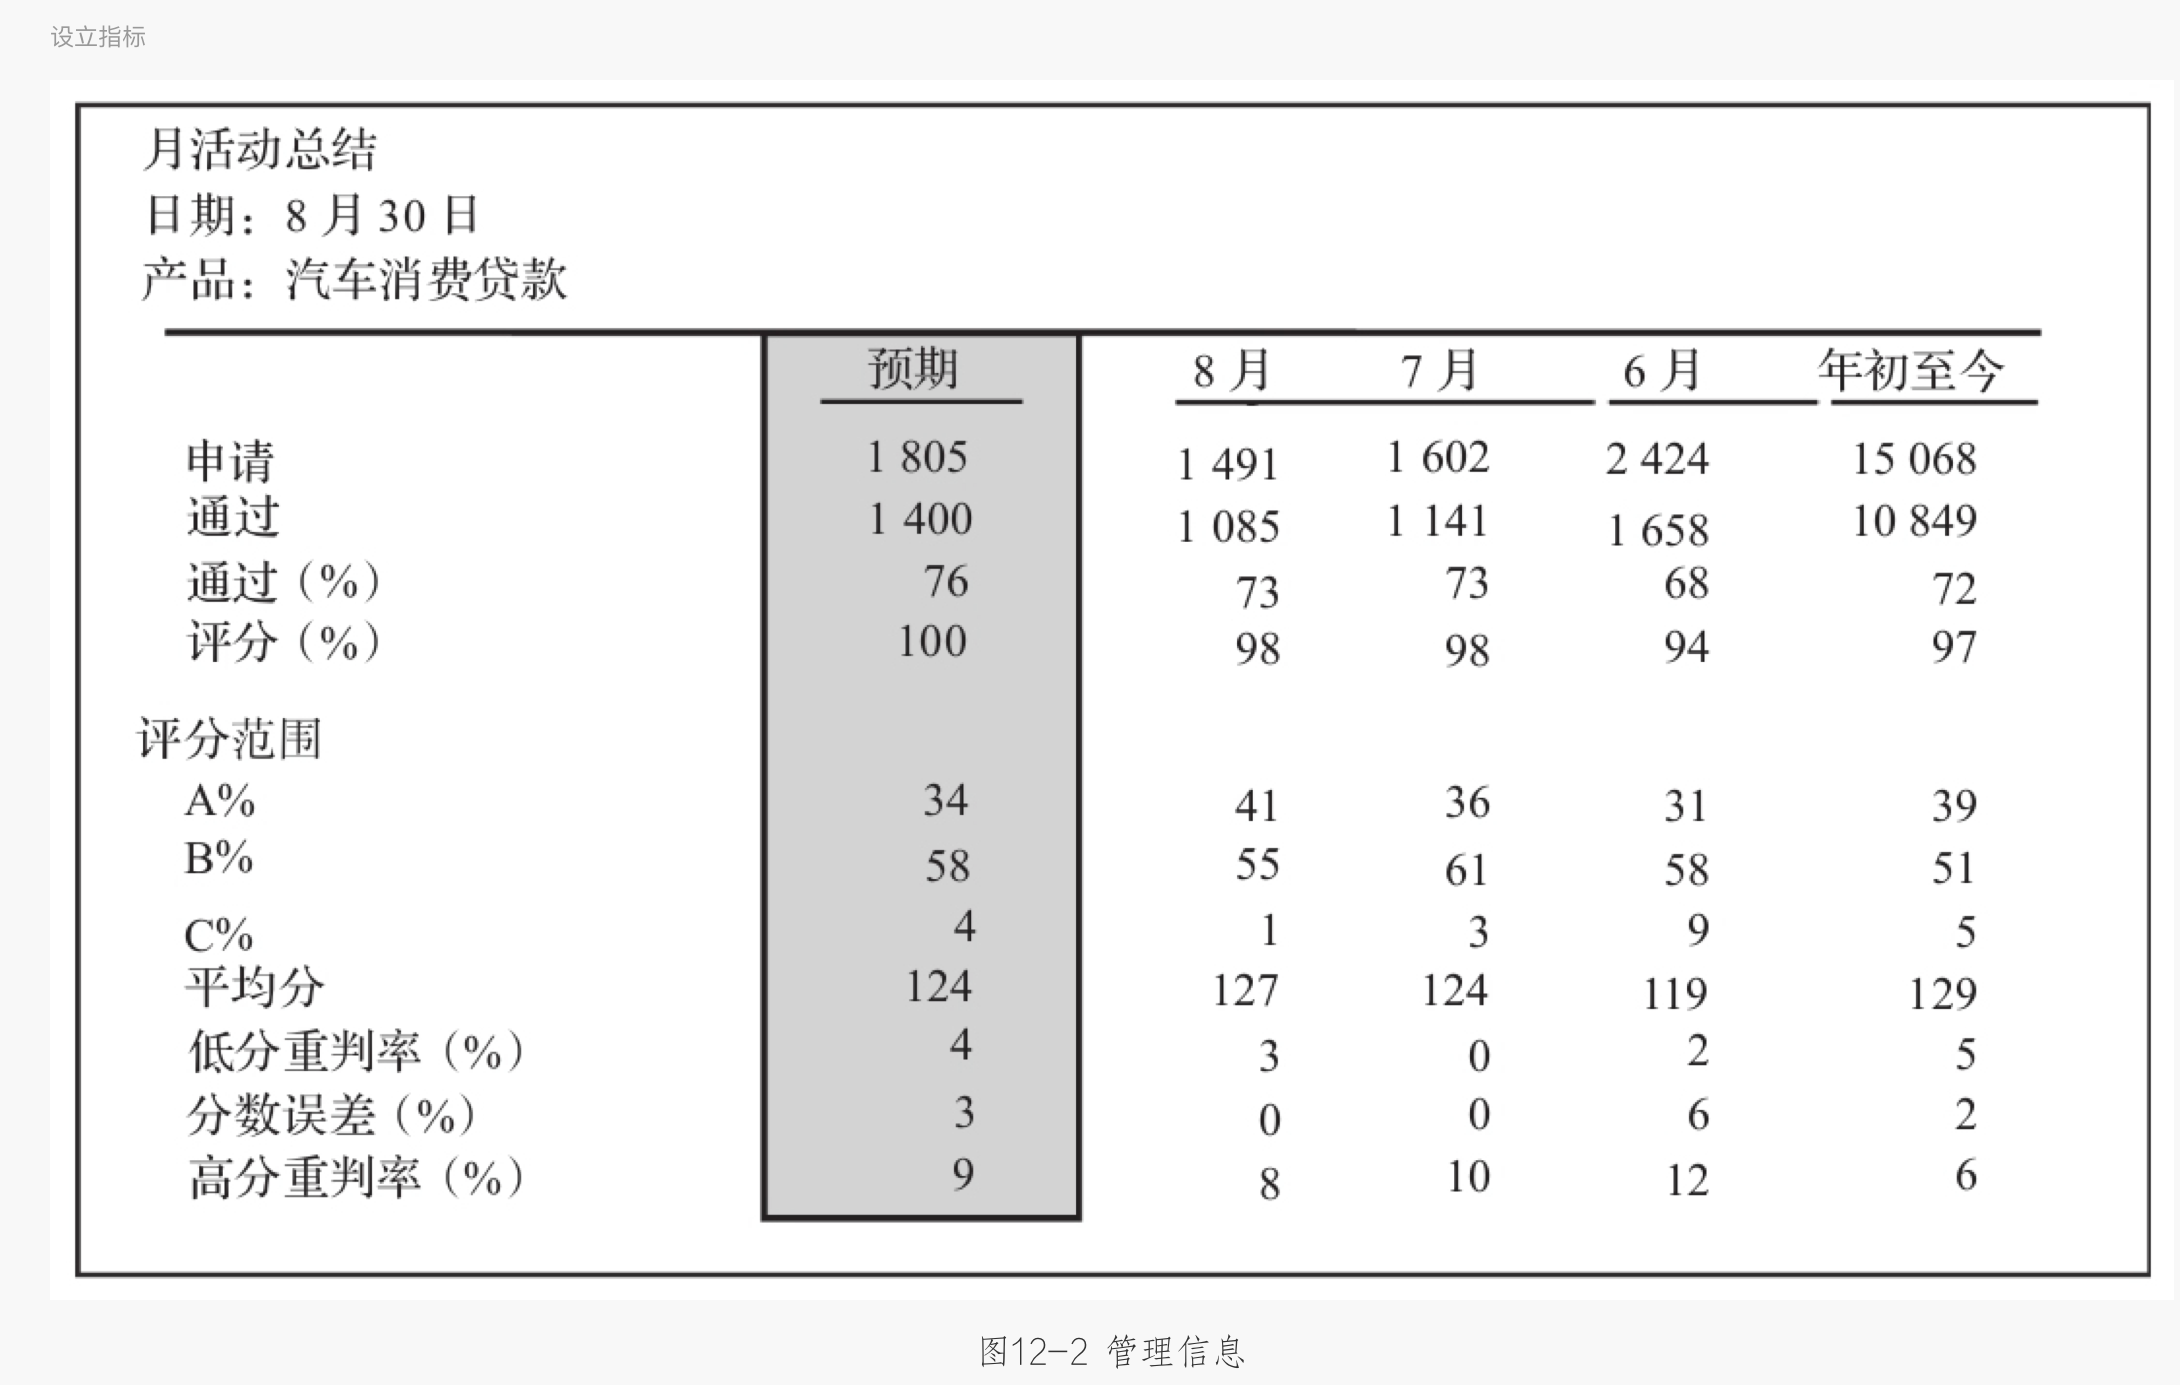 设立指标
月活动总结
日期：8 月 30 日
产品：汽车消费贷款
预期 8 月 7 月 6 月 年初至今
申请 1 805 1 491 1 602 2 424 15 068
通过 1 400 1 085 1 141 1 658 10 849
通过（%） 76 73 73 68 72
评分（%） 100 98 98 94 97
评分范围
A% 34 41 36 31 39
B% 58 55 61 58 51
C% 4 1 3 9 5
平均分 124 127 124 119 129
低分重判率（%） 4 3 0 2 5
分数误差（%） 3 0 0 6 2
高分重判率（%） 9 8 10 12 6
图12-2 管理信息